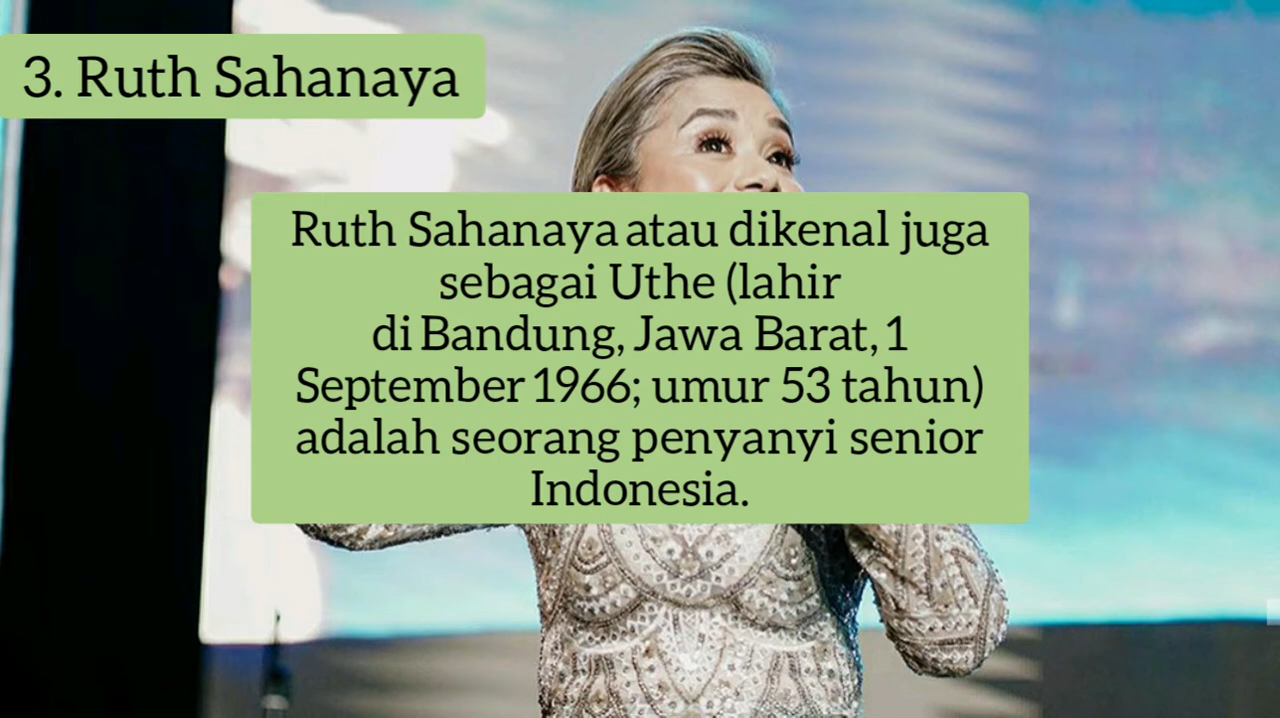 3. Ruth Sahanaya
Ruth Sahanaya atau dikenal juga
sebagai Uthe (lahir
di Bandung, Jawa Barat, 1
September 1966; umur 53 tahun)
adalah seorang penyanyi senior
Indonesia.